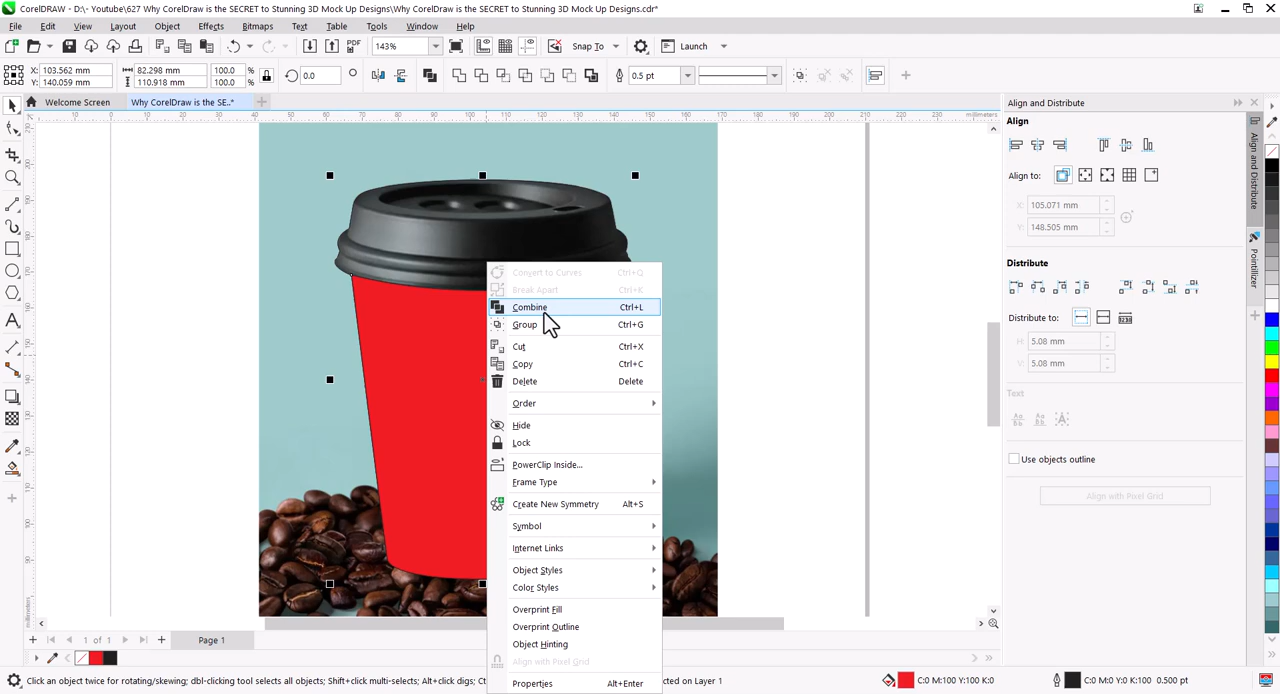 CorelDRAW - D:\- Youtube\627 Why CorelDraw is the SECRET to Stunning 3D Mock Up Designs\Why CorelDraw is the SECRET to Stunning 3D Mock Up Designs.cdr*
File Edit View Layout Object Effects Bitmaps Text Table Tools Window Help
PDF 143% Snap To Launch
X: 103.562 mm 82.298 mm 100.0 % 0.0 0.5 pt
Y: 140.059 mm 110.918 mm 100.0 %
Welcome Screen Why CorelDraw is the SE..*
Align and Distribute
Align
Align to:
X: 105.071 mm
Y: 148.505 mm
Distribute
Distribute to:
H: 5.08 mm
V: 5.08 mm
Text
Use objects outline
Align with Pixel Grid
Align and Distribute
Pointillizer
millimeters
Convert to Curves Ctrl+Q
Break Apart Ctrl+K
Combine Ctrl+L
Group Ctrl+G
Cut Ctrl+X
Copy Ctrl+C
Delete Delete
Order
Hide
Lock
PowerClip Inside...
Frame Type
Create New Symmetry Alt+S
Symbol
Internet Links
Object Styles
Color Styles
Overprint Fill
Overprint Outline
Object Hinting
Align with Pixel Grid
Properties Alt+Enter
1 of 1 Page 1
Click an object twice for rotating/skewing; dbl-clicking tool selects all objects; Shift+click multi-selects; Alt+click digs; Ct
cted on Layer 1
C:0 M:100 Y:100 K:0
C:0 M:0 Y:0 K:100 0.500 pt